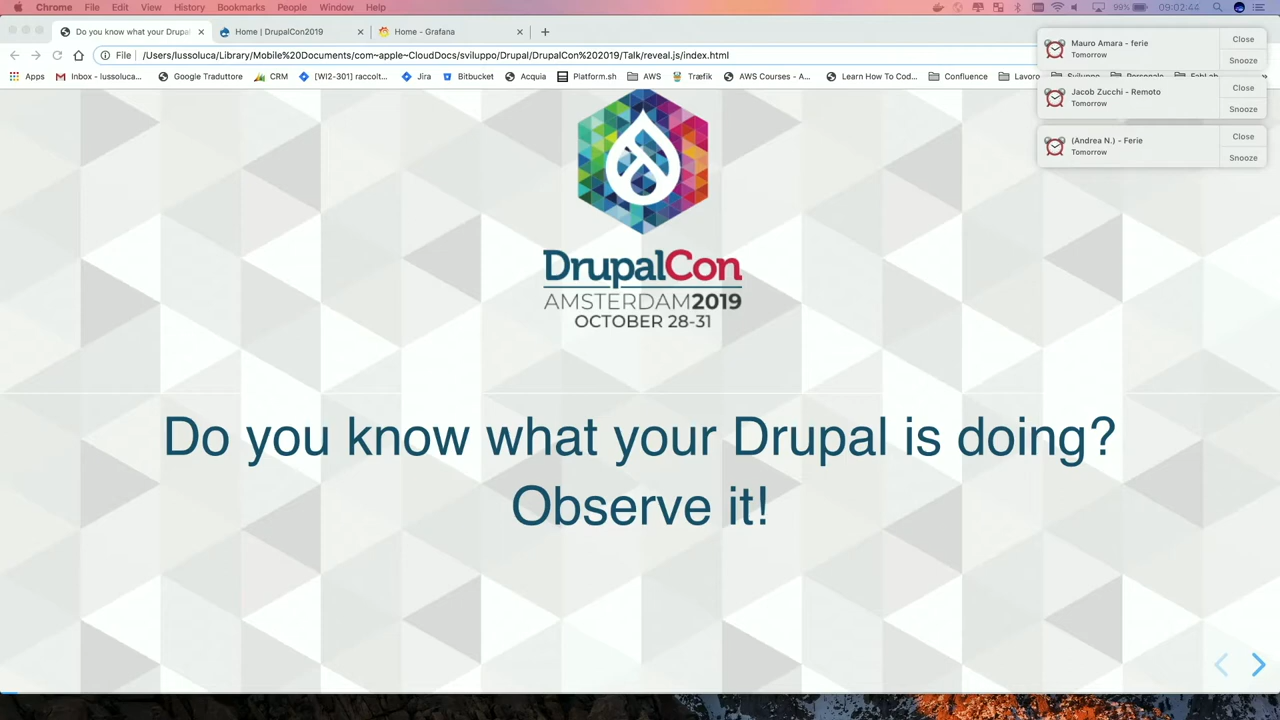 Chrome File Edit View History Bookmarks People Window Help
99% 09:02:44
Do you know what your Drupal
Home | DrupalCon2019
Home - Grafana
File /Users/lussoluca/Library/Mobile%20Documents/com~apple~CloudDocs/sviluppo/Drupal/DrupalCon%202019/Talk/reveal.js/index.html
Apps Inbox - lussoluca... Google Traduttore CRM [WI2-301] raccolt... Jira Bitbucket Acquia Platform.sh AWS Træfik AWS Courses - A... Learn How To Cod... Confluence Lavoro Sviluppo Personale FabLab
Mauro Amara - ferie
Tomorrow
Close
Snooze
Jacob Zucchi - Remoto
Tomorrow
Close
Snooze
(Andrea N.) - Ferie
Tomorrow
Close
Snooze
DrupalCon
AMSTERDAM2019
OCTOBER 28-31
Do you know what your Drupal is doing?
Observe it!